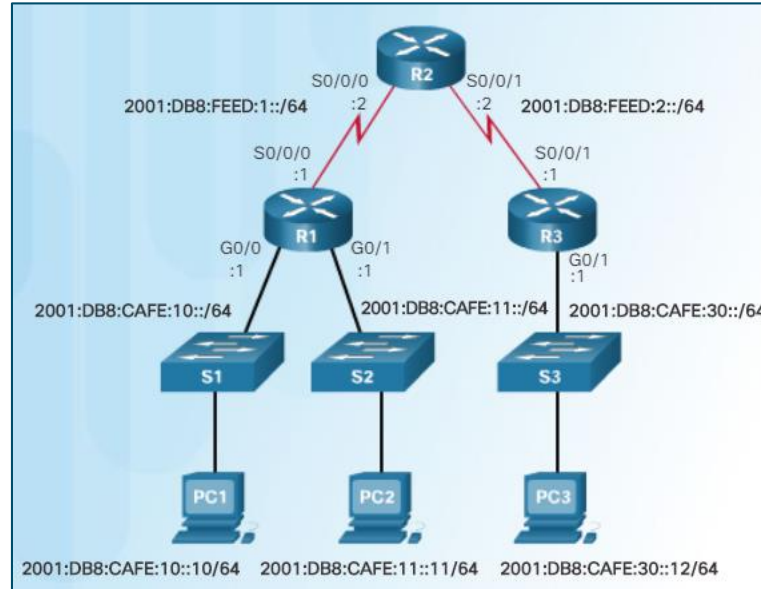 R2
S0/0/0
S0/0/1
:2
:2
2001:DB8:FEED:1::/64
2001:DB8:FEED:2::/64
S0/0/0
S0/0/1
:1
:1
R1
R3
G0/0
G0/1
G0/1
:1
:1
:1
2001:DB8:CAFE:10::/64
2001:DB8:CAFE:11::/64
2001:DB8:CAFE:30::/64
S1
S2
S3
PC1
PC2
PC3
2001:DB8:CAFE:10::10/64
2001:DB8:CAFE:11::11/64
2001:DB8:CAFE:30::12/64